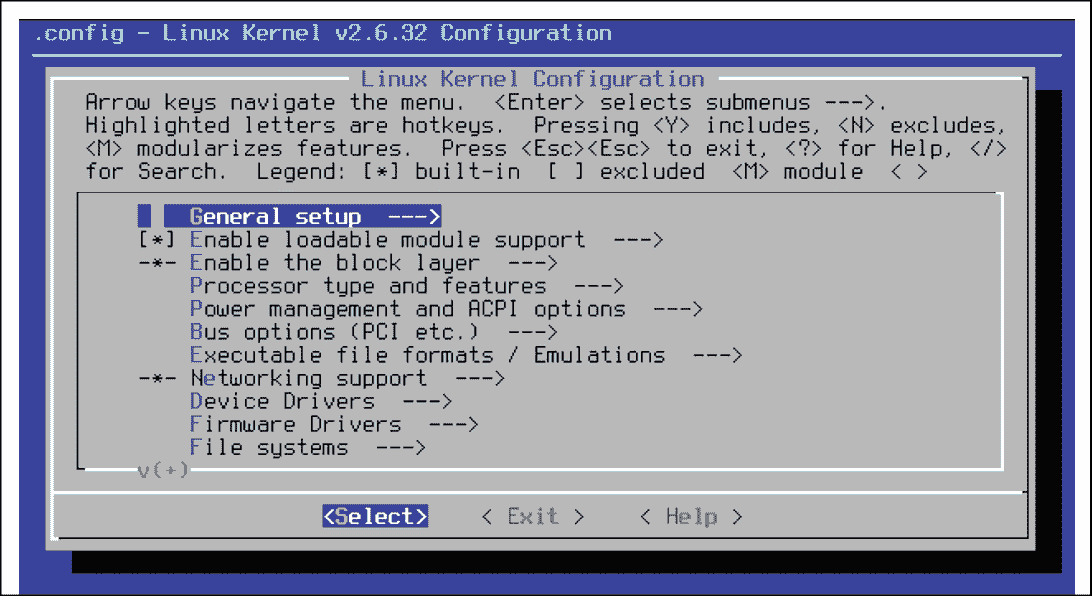 .config - Linux Kernel v2.6.32 Configuration
Linux Kernel Configuration
Arrow keys navigate the menu.  <Enter> selects submenus --->.
Highlighted letters are hotkeys.  Pressing <Y> includes, <N> excludes,
<M> modularizes features.  Press <Esc><Esc> to exit, <?> for Help, </>
for Search.  Legend: [*] built-in  [ ] excluded  <M> module  < >
General setup  --->
[*] Enable loadable module support  --->
-*- Enable the block layer  --->
Processor type and features  --->
Power management and ACPI options  --->
Bus options (PCI etc.)  --->
Executable file formats / Emulations  --->
-*- Networking support  --->
Device Drivers  --->
Firmware Drivers  --->
File systems  --->
v(+)
<Select>    < Exit >    < Help >